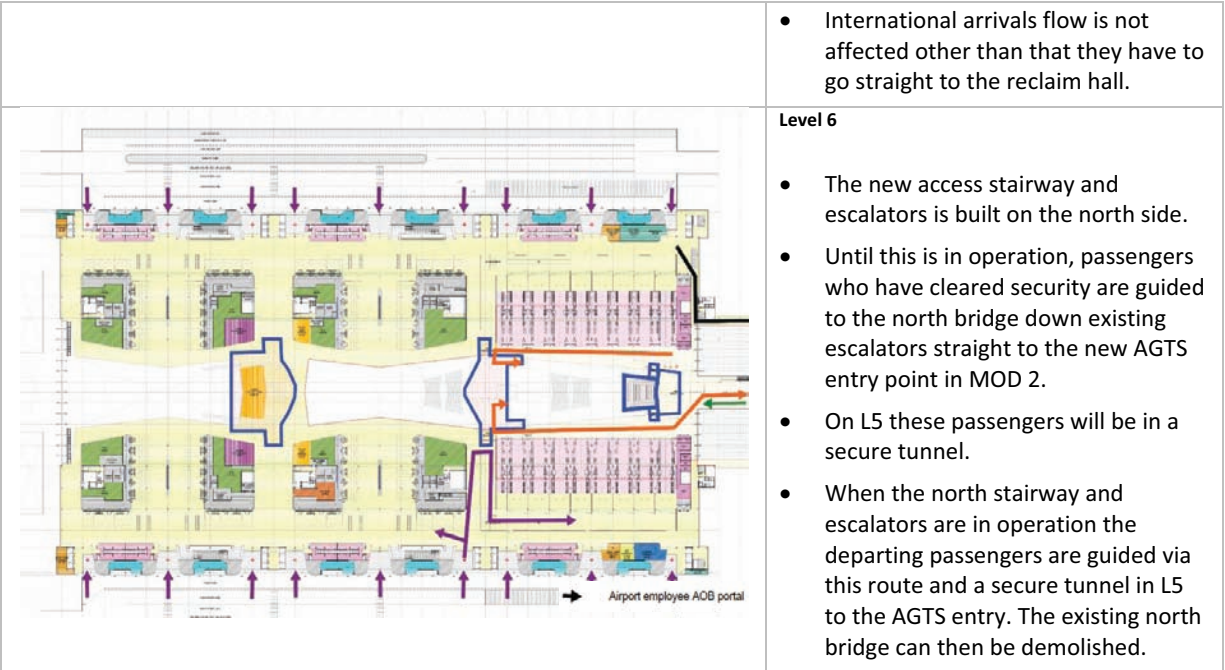 • International arrivals flow is not
affected other than that they have to
go straight to the reclaim hall.
Level 6
• The new access stairway and
escalators is built on the north side.
• Until this is in operation, passengers
who have cleared security are guided
to the north bridge down existing
escalators straight to the new AGTS
entry point in MOD 2.
• On L5 these passengers will be in a
secure tunnel.
• When the north stairway and
escalators are in operation the
departing passengers are guided via
this route and a secure tunnel in L5
to the AGTS entry. The existing north
bridge can then be demolished.
Airport employee AOB portal